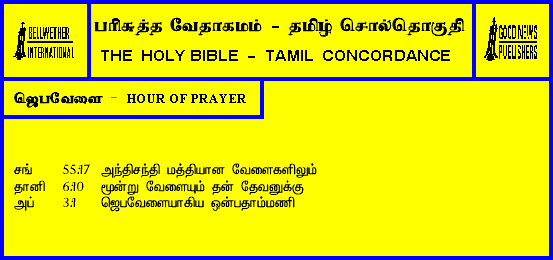 BELLWETHER
INTERNATIONAL
பரிசுத்த வேதாகமம் - தமிழ் சொல்தொகுதி
THE HOLY BIBLE - TAMIL CONCORDANCE
GOOD NEWS
PUBLISHERS
ஜெபவேளை - HOUR OF PRAYER
சங் 55:17 அந்திசந்தி மத்தியான வேளைகளிலும்
தானி 6:10 மூன்று வேளையும் தன் தேவனுக்கு
அப் 3:1 ஜெபவேளையாகிய ஒன்பதாம்மணி